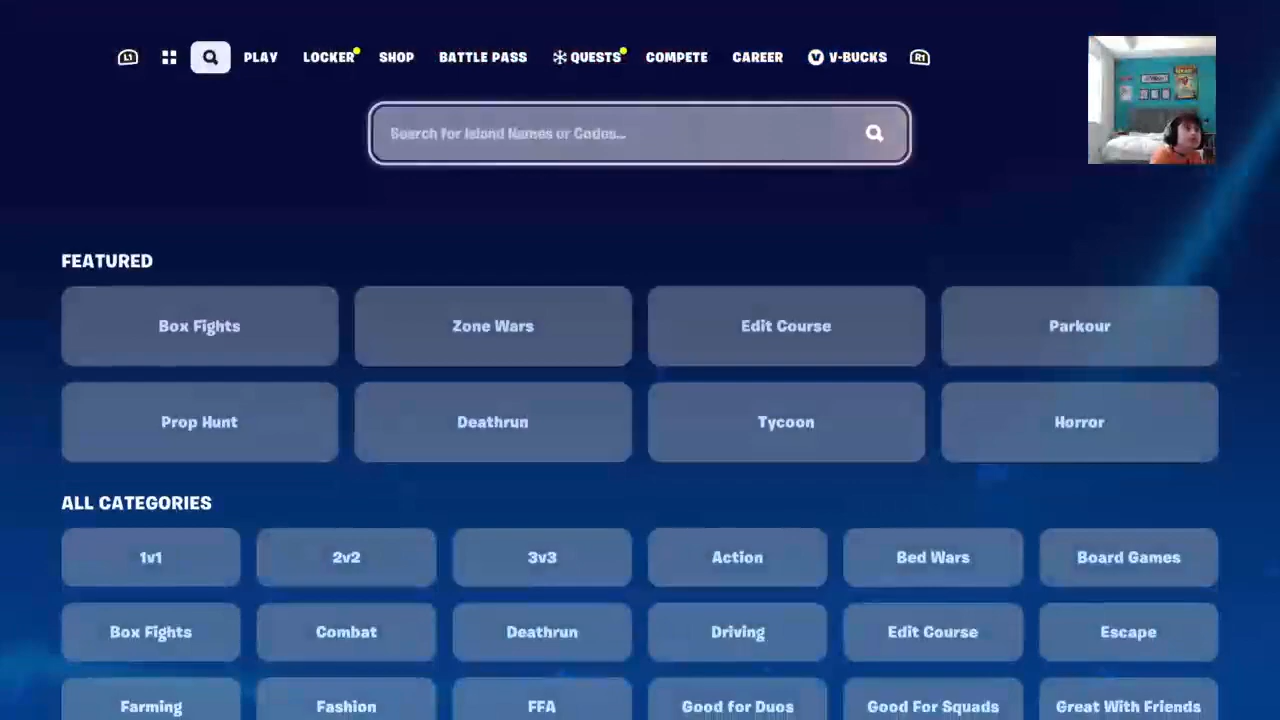 L1 PLAY LOCKER SHOP BATTLE PASS QUESTS COMPETE CAREER V V-BUCKS R1
Search for Island Names or Codes...
FEATURED
Box Fights Zone Wars Edit Course Parkour
Prop Hunt Deathrun Tycoon Horror
ALL CATEGORIES
1v1 2v2 3v3 Action Bed Wars Board Games
Box Fights Combat Deathrun Driving Edit Course Escape
Farming Fashion FFA Good for Duos Good For Squads Great With Friends